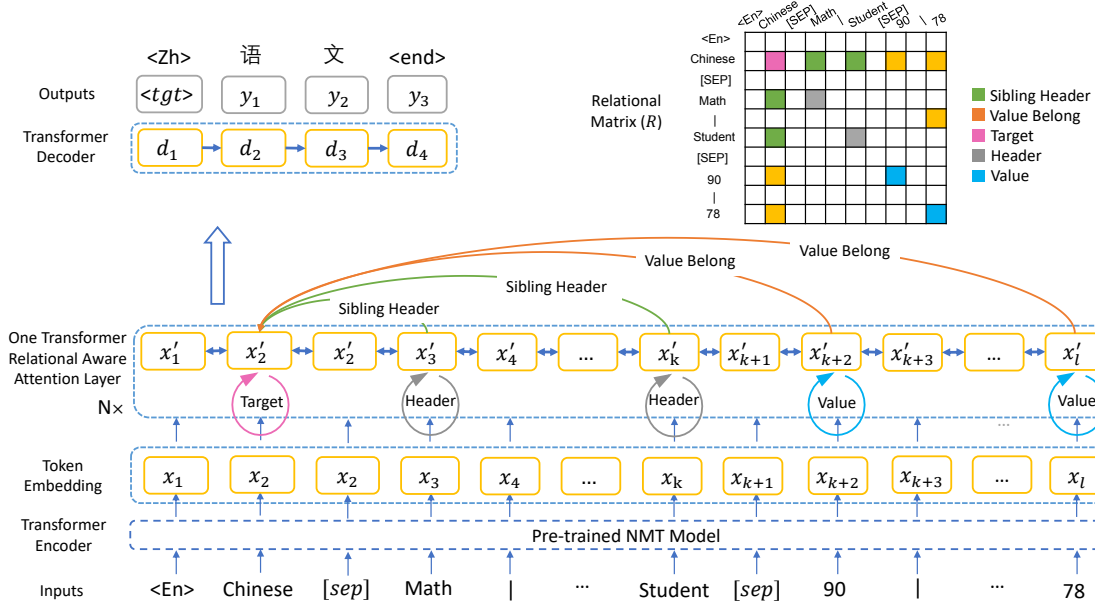 <Zh> 语 文 <end>
Outputs <tgt> y₁ y₂ y₃
Transformer
Decoder
d₁ d₂ d₃ d₄
<En> Chinese [SEP] Math | Student [SEP] 90 | 78
<En>
Chinese
[SEP]
Math
|
Student
[SEP]
90
|
78
Relational
Matrix (R)
Sibling Header
Value Belong
Target
Header
Value
Value Belong
Value Belong
Sibling Header
Sibling Header
One Transformer
Relational Aware
Attention Layer
N×
x′₁ x′₂ x′₂ x′₃ x′₄ ... x′k x′k+1 x′k+2 x′k+3 ... x′l
Target Header Header Value Value
...
Token
Embedding
x₁ x₂ x₂ x₃ x₄ ... xk xk+1 xk+2 xk+3 ... xl
Transformer
Encoder
Pre-trained NMT Model
Inputs <En> Chinese [sep] Math | ... Student [sep] 90 | ... 78